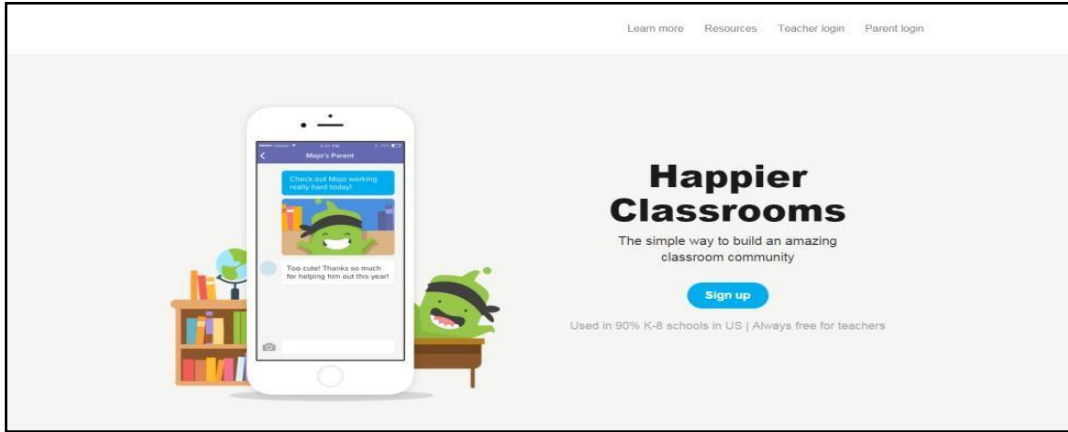 Learn more Resources Teacher login Parent login
Mojo's Parent
Check out Mojo working
really hard today!
Too cute! Thanks so much
for helping him out this year!
Happier
Classrooms
The simple way to build an amazing
classroom community
Sign up
Used in 90% K-8 schools in US | Always free for teachers